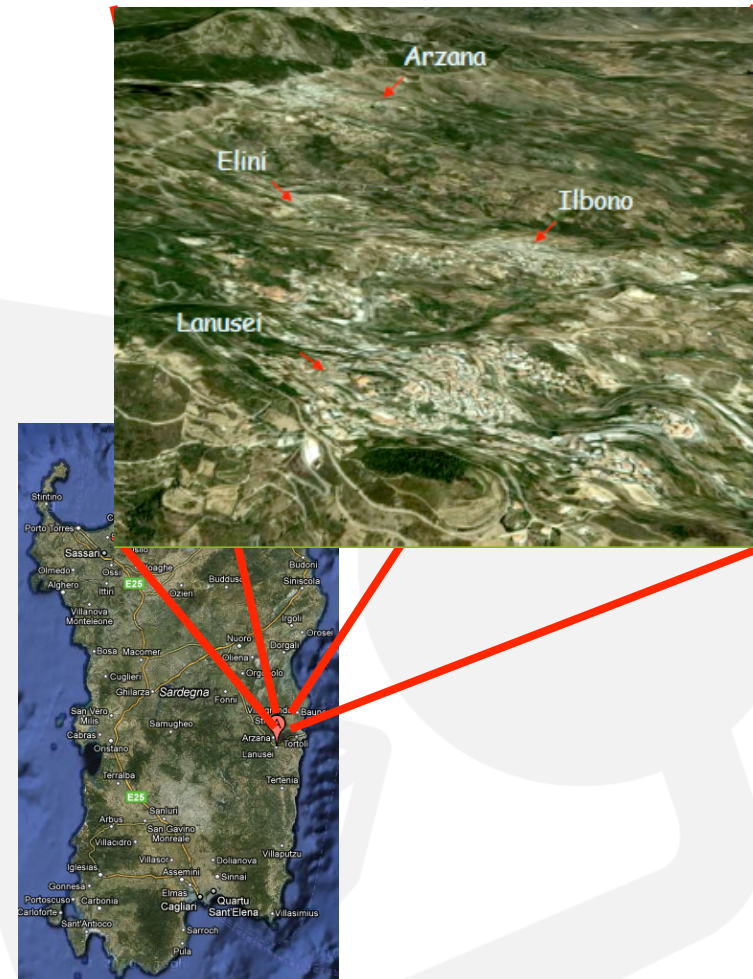 Arzana
Elini
Ilbono
Lanusei
Stintino
Porto Torres
Sassari
Olmedo
Ossi
Ittiri
E25
Ozieri
Budoni
Siniscola
Alghero
Villanova
Monteleone
Irgoli
Orosei
Nuoro
Dorgali
Oliena
Bosa
Macomer
Cuglieri
Ghilarza
Sardegna
Fonni
San Vero
Milis
Samugheo
Cabras
Oristano
Arzana
Tortolì
Lanusei
Terralba
Tertenia
E25
Sanluri
Arbus
San Gavino
Monreale
Villacidro
Villasor
Dolianova
Villaputzu
Iglesias
Assemini
Sinnai
Gonnesa
Elmas
Quartu
Sant'Elena
Portoscuso
Carbonia
Cagliari
Carloforte
Villasimius
Sant'Antioco
Sarroch
Pula